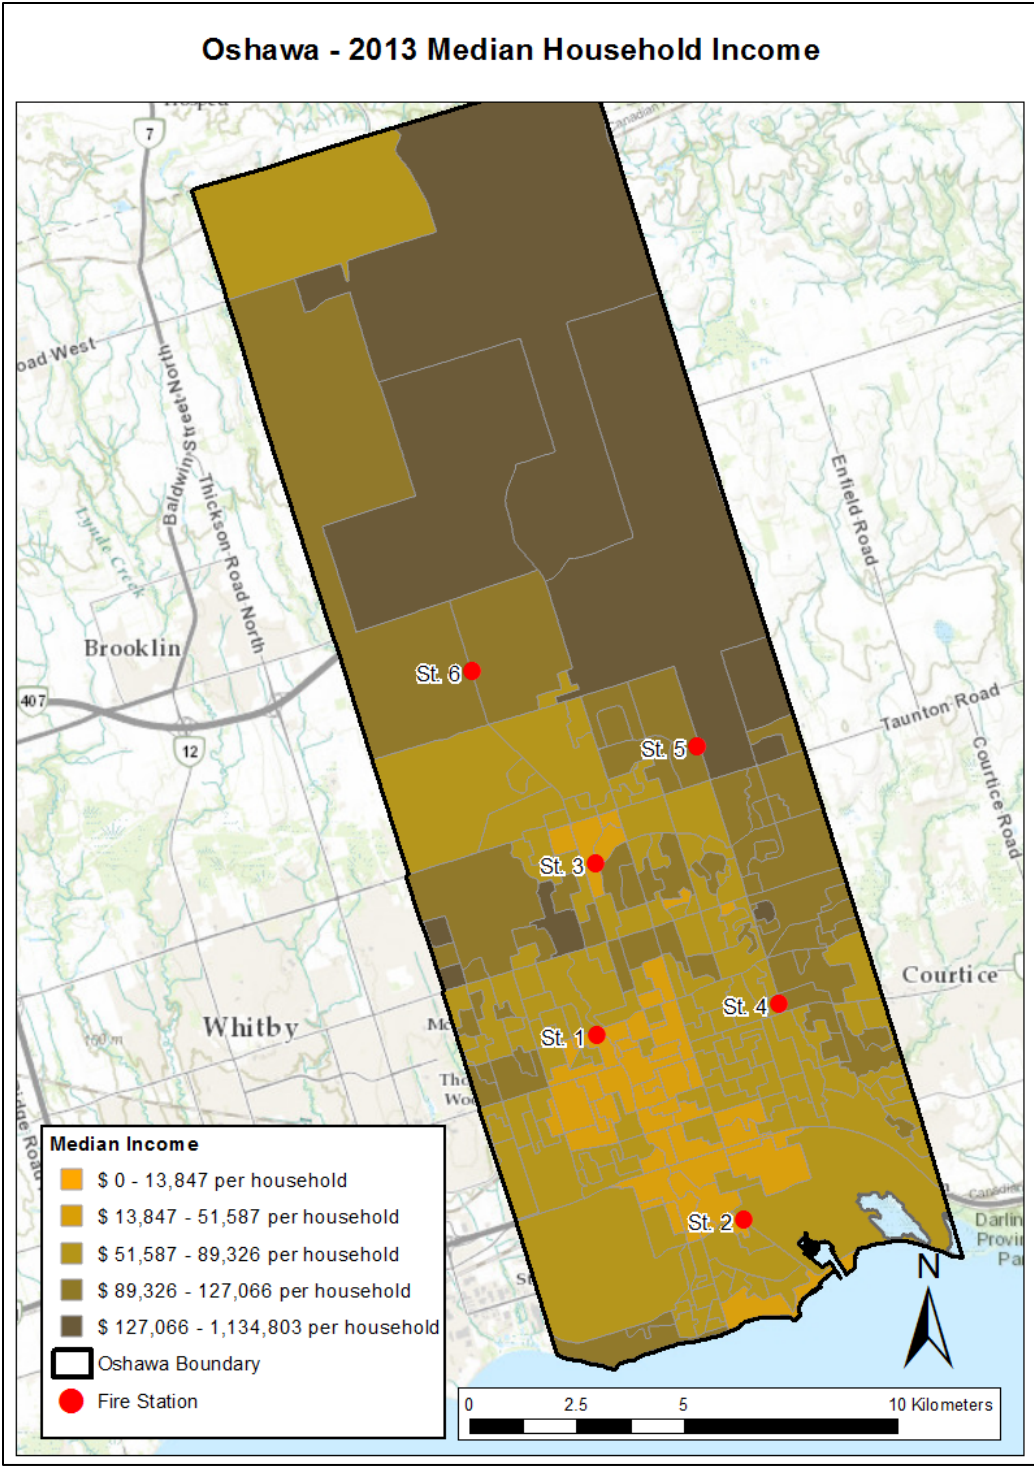 Oshawa - 2013 Median Household Income
7
Baldwin Street North
Thickson Road North
Lynde Creek
Enfield Road
Brooklin
407
12
Taunton Road
Courtice Road
St. 6
St. 5
St. 3
St. 4
St. 1
St. 2
Courtice
Whitby
160 m
Median Income
$ 0 - 13,847 per household
$ 13,847 - 51,587 per household
$ 51,587 - 89,326 per household
$ 89,326 - 127,066 per household
$ 127,066 - 1,134,803 per household
Oshawa Boundary
Fire Station
N
0 2.5 5 10 Kilometers